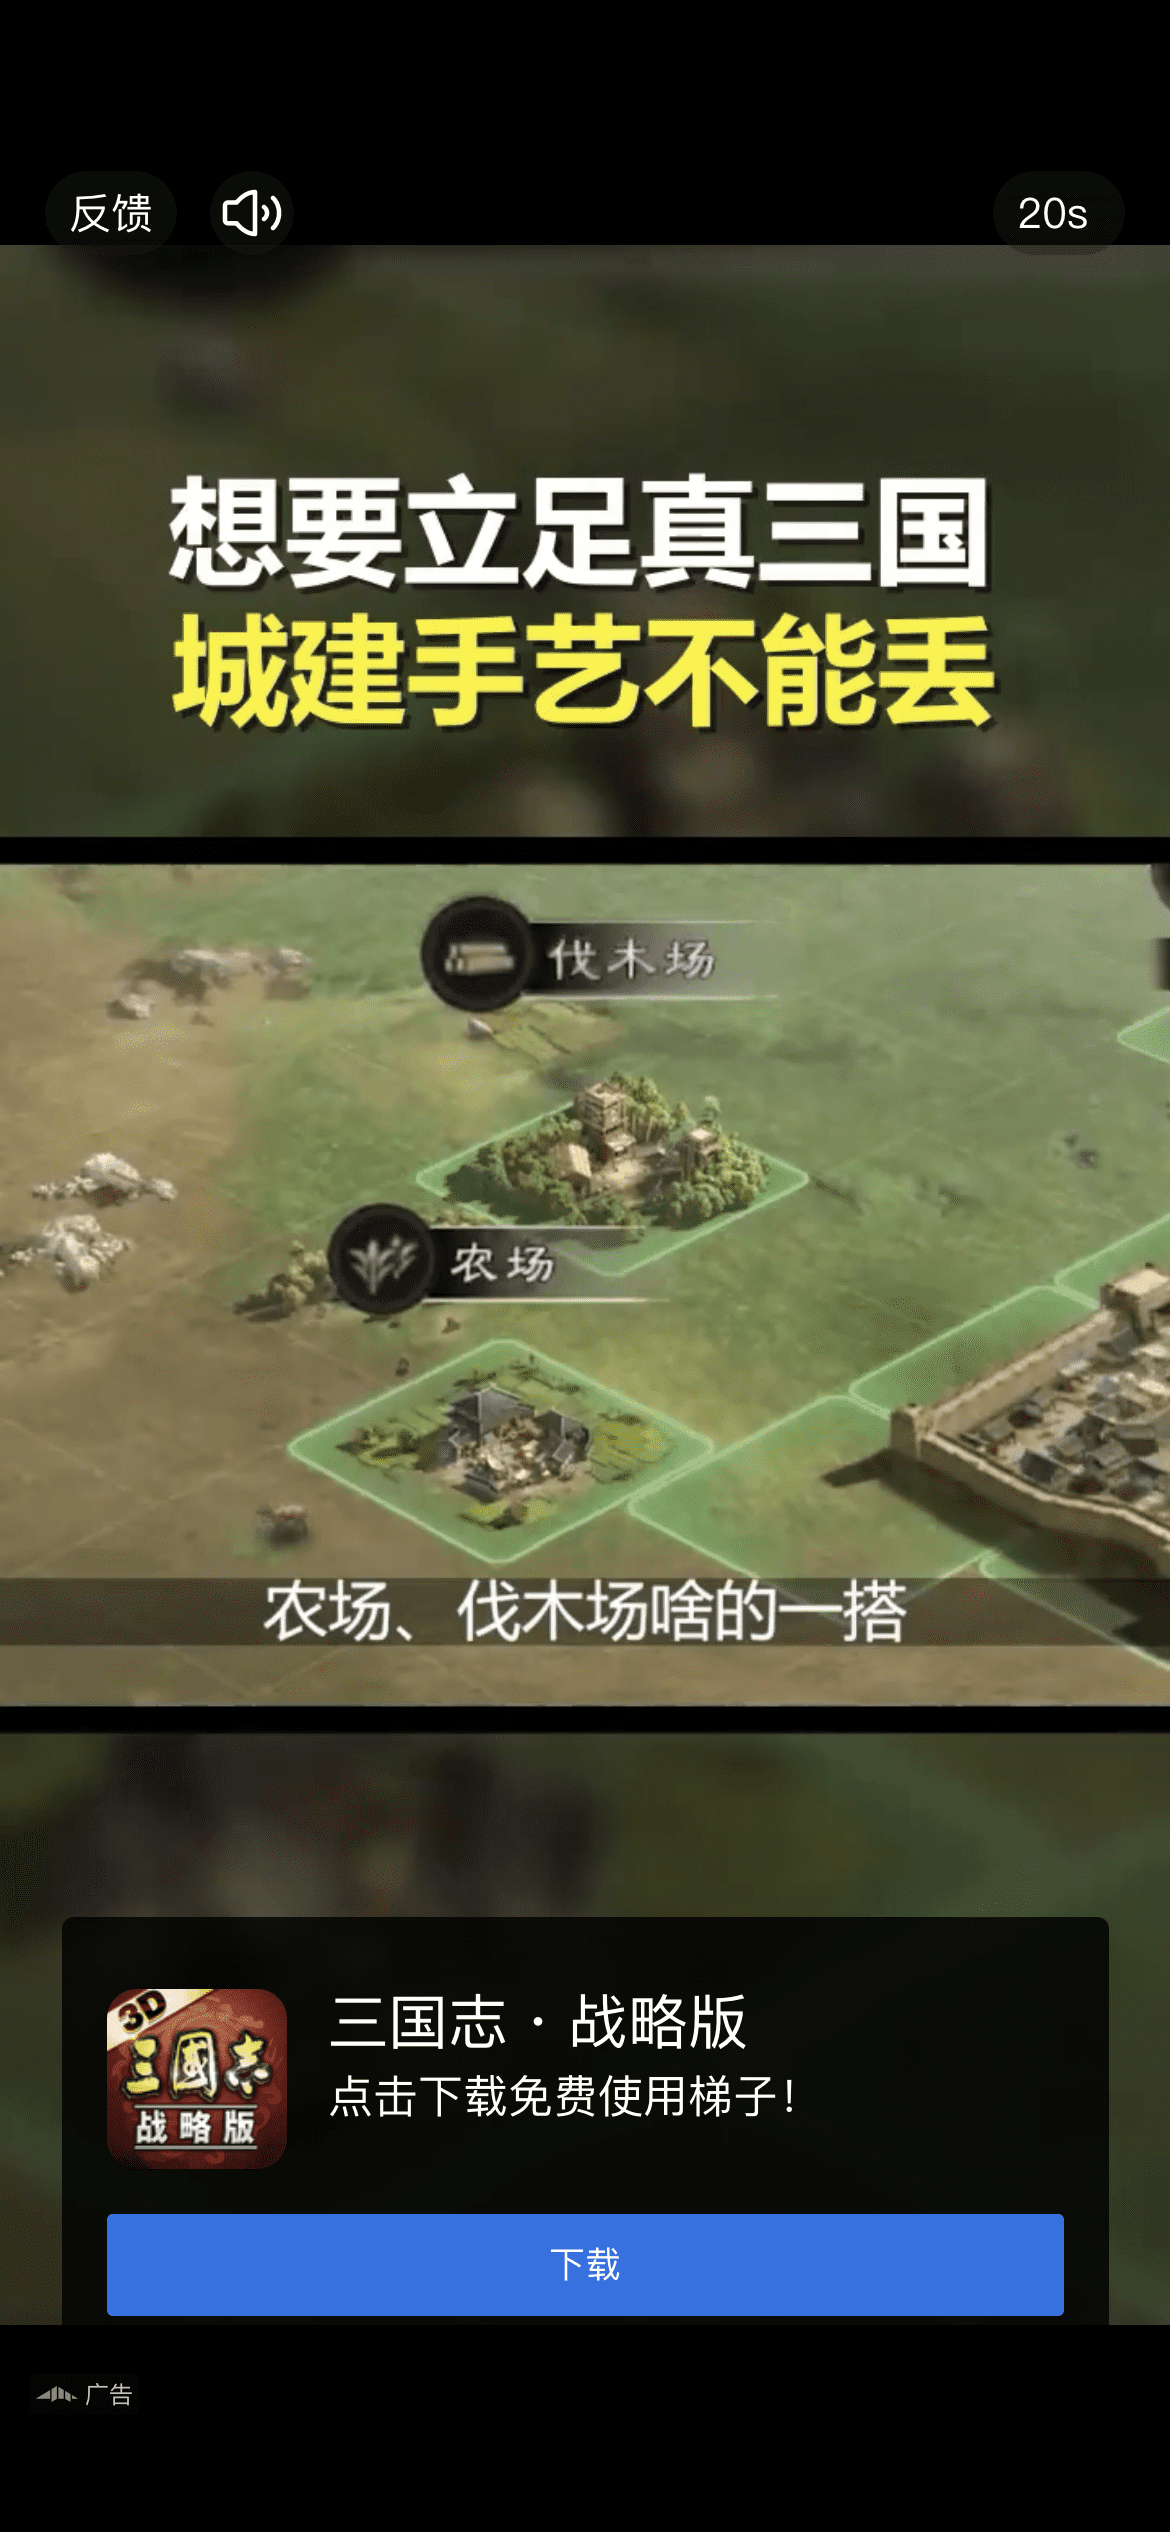 反馈
20s
想要立足真三国
城建手艺不能丢
伐木场
农场
农场、伐木场啥的一搭
3D
三國志
战略版
三国志·战略版
点击下载免费使用梯子！
下载
广告